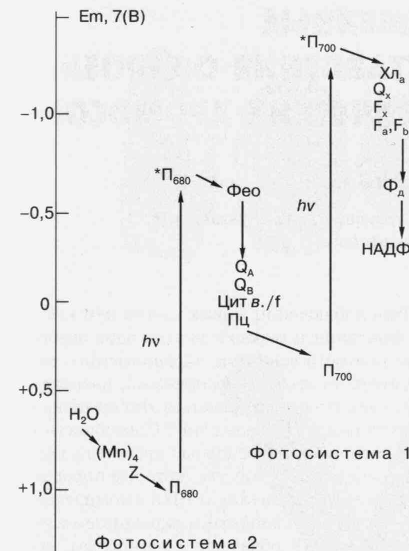 Em, 7(В)
*П700
Хлa
Qx
Fx
Fa,Fb
–1,0
*П680
Фео
Фд
–0,5
hν
НАДФ
QA
QB
0
Цит в./f
Пц
hν
П700
+0,5
H2O
(Mn)4
Фотосистема 1
Z
П680
+1,0
Фотосистема 2